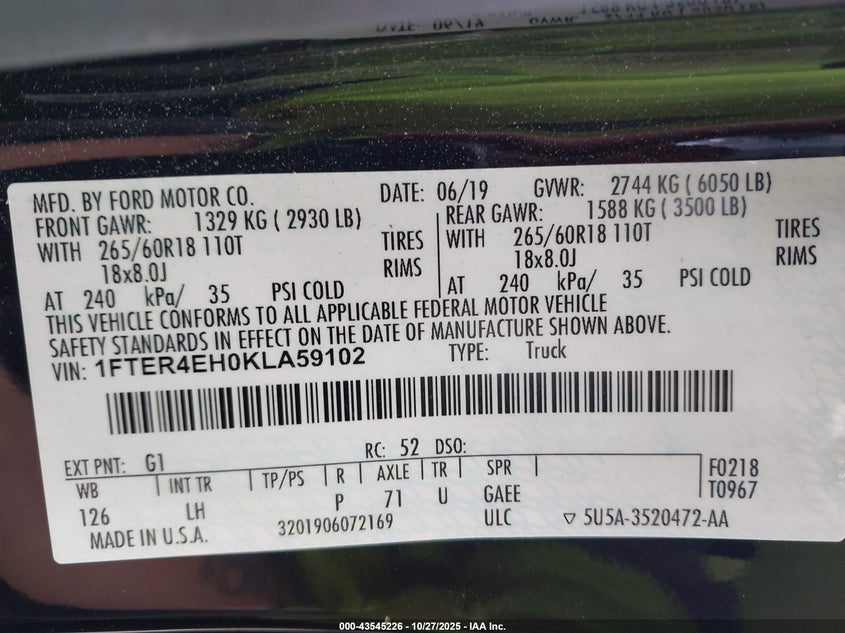 DATE: 06/19
MFD. BY FORD MOTOR CO. DATE: 06/19 GVWR: 2744 KG ( 6050 LB)
FRONT GAWR: 1329 KG ( 2930 LB) REAR GAWR: 1588 KG ( 3500 LB)
WITH 265/60R18 110T TIRES WITH 265/60R18 110T TIRES
18x8.0J RIMS 18x8.0J RIMS
AT 240 kPa/ 35 PSI COLD AT 240 kPa/ 35 PSI COLD
THIS VEHICLE CONFORMS TO ALL APPLICABLE FEDERAL MOTOR VEHICLE
SAFETY STANDARDS IN EFFECT ON THE DATE OF MANUFACTURE SHOWN ABOVE.
VIN: 1FTER4EH0KLA59102 TYPE: Truck
EXT PNT: G1 RC: 52 DSO:
WB INT TR TP/PS R AXLE TR SPR F0218
126 LH P 71 U GAEE T0967
MADE IN U.S.A. 3201906072169 ULC ▽ 5U5A-3520472-AA
000-43545226 - 10/27/2025 - IAA Inc.